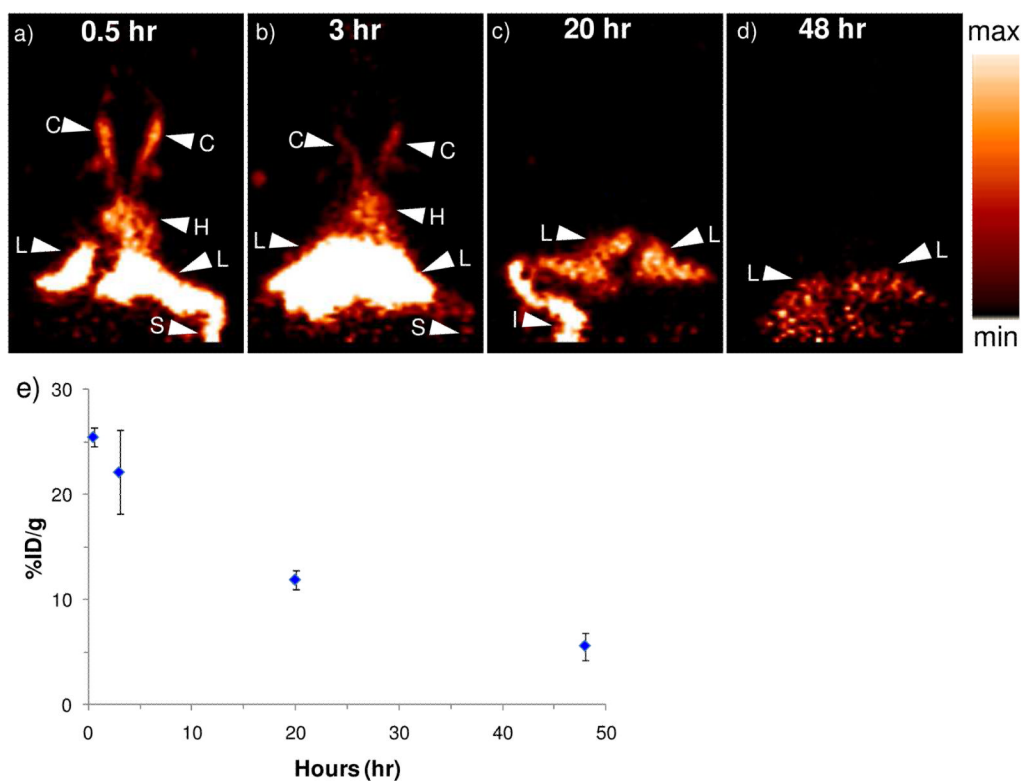 a) 0.5 hr
C
C
H
L
L
S
b) 3 hr
C
C
H
L
L
S
c) 20 hr
L
L
I
d) 48 hr
L
L
max
min
e)
30
20
10
0
%ID/g
0 10 20 30 40 50
Hours (hr)